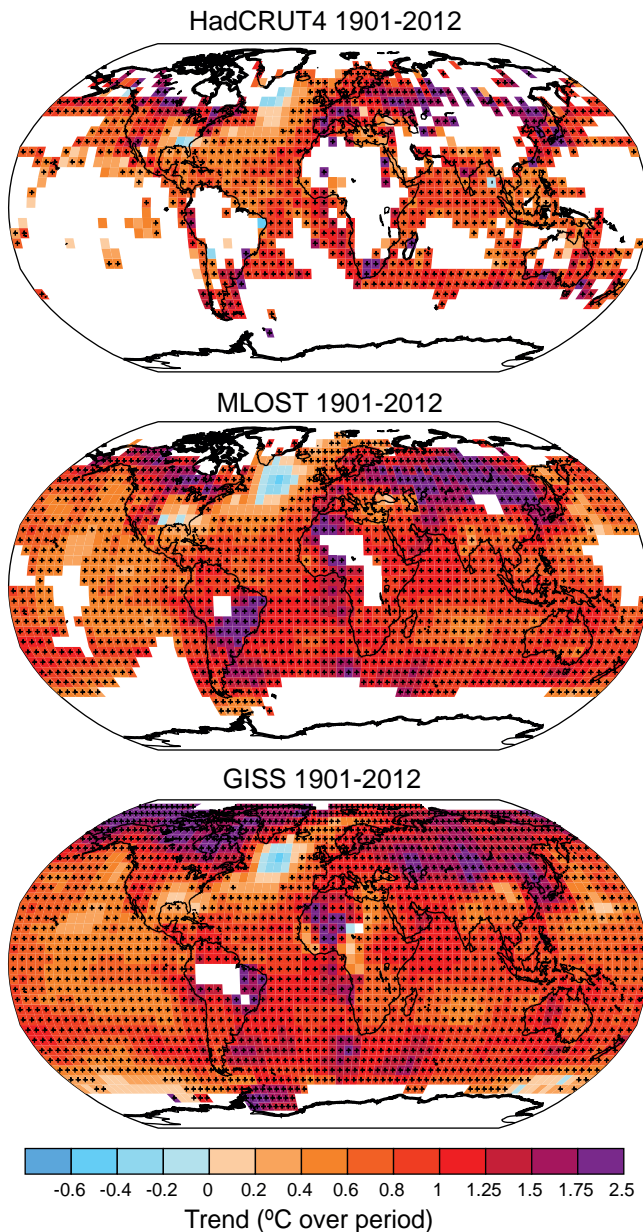 HadCRUT4 1901-2012
MLOST 1901-2012
GISS 1901-2012
-0.6 -0.4 -0.2 0 0.2 0.4 0.6 0.8 1 1.25 1.5 1.75 2.5
Trend (ºC over period)